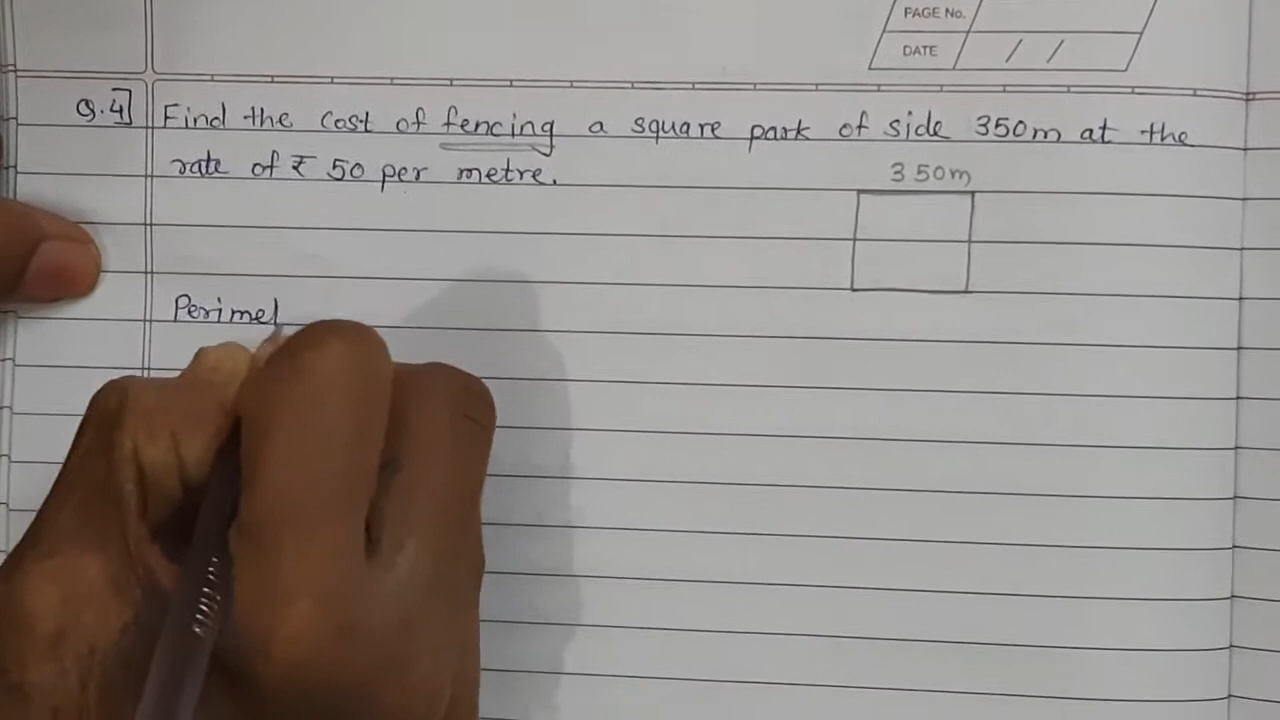 PAGE No.
DATE / /
Q.4] Find the cost of fencing a square park of side 350m at the
rate of ₹ 50 per metre.
350m
Perimet